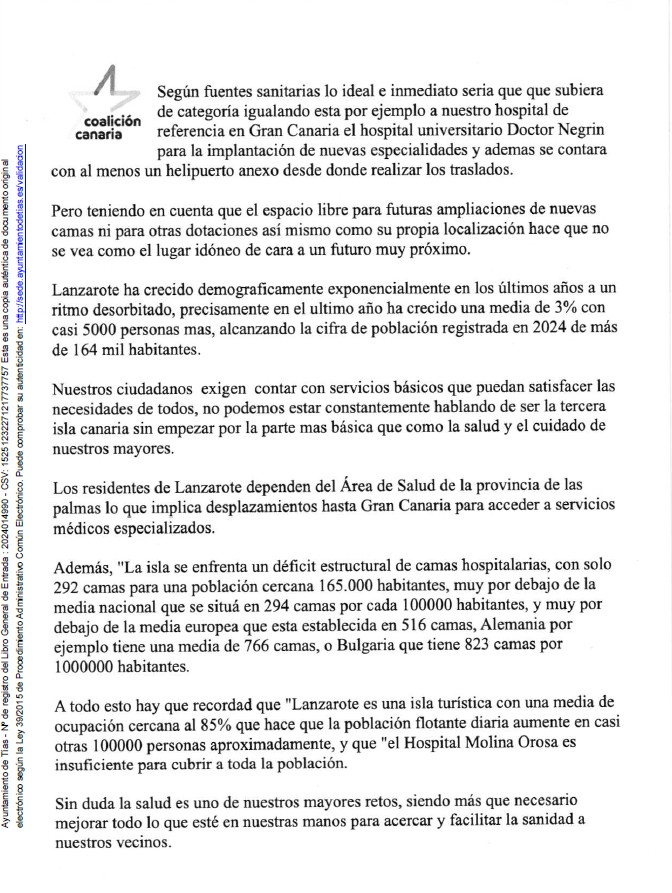 coalición
canaria
Según fuentes sanitarias lo ideal e inmediato seria que que subiera
de categoría igualando esta por ejemplo a nuestro hospital de
referencia en Gran Canaria el hospital universitario Doctor Negrin
para la implantación de nuevas especialidades y ademas se contara
con al menos un helipuerto anexo desde donde realizar los traslados.
Pero teniendo en cuenta que el espacio libre para futuras ampliaciones de nuevas
camas ni para otras dotaciones así mismo como su propia localización hace que no
se vea como el lugar idóneo de cara a un futuro muy próximo.
Lanzarote ha crecido demograficamente exponencialmente en los últimos años a un
ritmo desorbitado, precisamente en el ultimo año ha crecido una media de 3% con
casi 5000 personas mas, alcanzando la cifra de población registrada en 2024 de más
de 164 mil habitantes.
Nuestros ciudadanos exigen contar con servicios básicos que puedan satisfacer las
necesidades de todos, no podemos estar constantemente hablando de ser la tercera
isla canaria sin empezar por la parte mas básica que como la salud y el cuidado de
nuestros mayores.
Los residentes de Lanzarote dependen del Área de Salud de la provincia de las
palmas lo que implica desplazamientos hasta Gran Canaria para acceder a servicios
médicos especializados.
Además, "La isla se enfrenta un déficit estructural de camas hospitalarias, con solo
292 camas para una población cercana 165.000 habitantes, muy por debajo de la
media nacional que se situá en 294 camas por cada 100000 habitantes, y muy por
debajo de la media europea que esta establecida en 516 camas, Alemania por
ejemplo tiene una media de 766 camas, o Bulgaria que tiene 823 camas por
1000000 habitantes.
A todo esto hay que recordad que "Lanzarote es una isla turística con una media de
ocupación cercana al 85% que hace que la población flotante diaria aumente en casi
otras 100000 personas aproximadamente, y que "el Hospital Molina Orosa es
insuficiente para cubrir a toda la población.
Sin duda la salud es uno de nuestros mayores retos, siendo más que necesario
mejorar todo lo que esté en nuestras manos para acercar y facilitar la sanidad a
nuestros vecinos.
Ayuntamiento de Tías - Nº de registro del Libro General de Entrada : 2024014990 - CSV: 15251232271217737757 Esta es una copia auténtica de documento original
electrónico según la Ley 39/2015 de Procedimiento Administrativo Común Electrónico. Puede comprobar su autenticidad en: http://sede.ayuntamientodetias.es/validacion